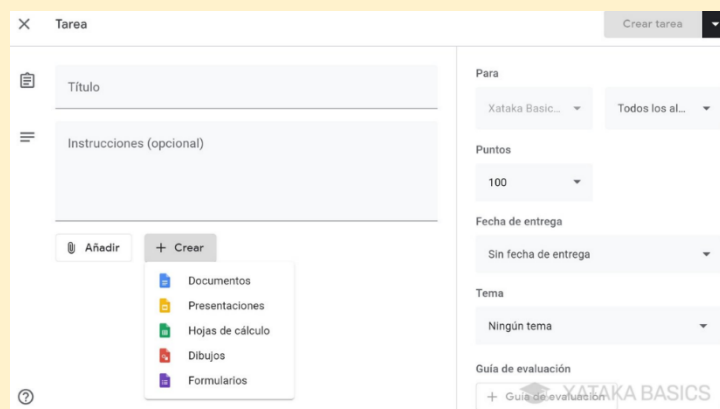 Tarea
Crear tarea
Título
Instrucciones (opcional)
Añadir
+ Crear
Documentos
Presentaciones
Hojas de cálculo
Dibujos
Formularios
Para
Xataka Basic...
Todos los al...
Puntos
100
Fecha de entrega
Sin fecha de entrega
Tema
Ningún tema
Guía de evaluación
+ Guía de evaluación
XATAKA BASICS